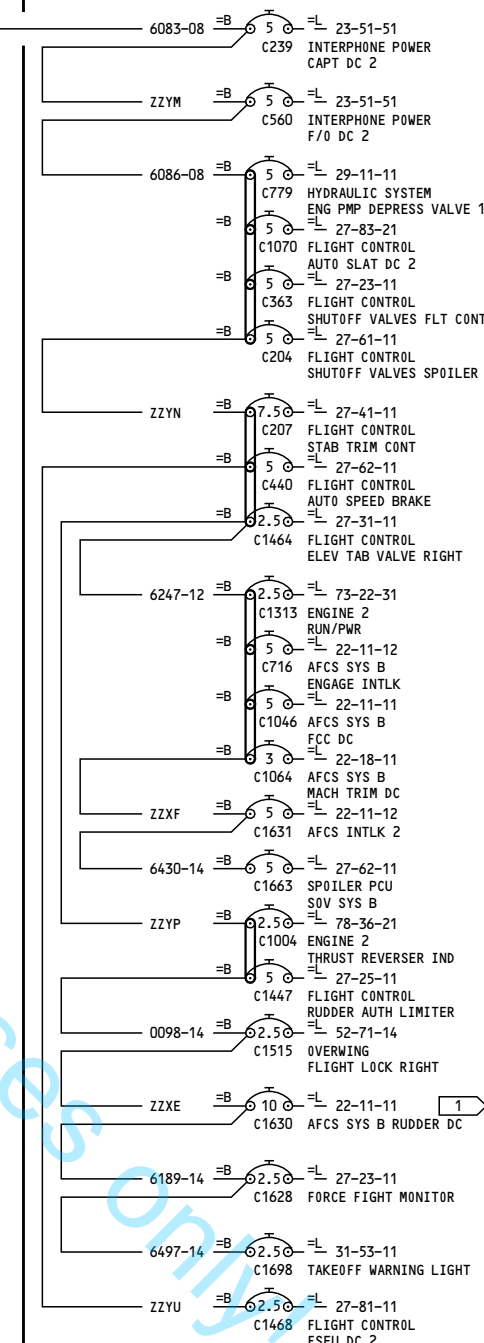 6083-08 =B 5 =L 23-51-51
C239 INTERPHONE POWER
CAPT DC 2
ZZYM =B 5 =L 23-51-51
C560 INTERPHONE POWER
F/O DC 2
6086-08 =B 5 =L 29-11-11
C779 HYDRAULIC SYSTEM
ENG PMP DEPRESS VALVE 1
=B 5 =L 27-83-21
C1070 FLIGHT CONTROL
AUTO SLAT DC 2
=B 5 =L 27-23-11
C363 FLIGHT CONTROL
SHUTOFF VALVES FLT CONT
=B 5 =L 27-61-11
C204 FLIGHT CONTROL
SHUTOFF VALVES SPOILER
ZZYN =B 7.5 =L 27-41-11
C207 FLIGHT CONTROL
STAB TRIM CONT
=B 5 =L 27-62-11
C440 FLIGHT CONTROL
AUTO SPEED BRAKE
=B 2.5 =L 27-31-11
C1464 FLIGHT CONTROL
ELEV TAB VALVE RIGHT
6247-12 =B 2.5 =L 73-22-31
C1313 ENGINE 2
RUN/PWR
=B 5 =L 22-11-12
C716 AFCS SYS B
ENGAGE INTLK
=B 5 =L 22-11-11
C1046 AFCS SYS B
FCC DC
=B 3 =L 22-18-11
C1064 AFCS SYS B
MACH TRIM DC
ZZXF =B 5 =L 22-11-12
C1631 AFCS INTLK 2
6430-14 =B 5 =L 27-62-11
C1663 SPOILER PCU
SOV SYS B
ZZYP =B 2.5 =L 78-36-21
C1004 ENGINE 2
THRUST REVERSER IND
=B 5 =L 27-25-11
C1447 FLIGHT CONTROL
RUDDER AUTH LIMITER
0098-14 =B 2.5 =L 52-71-14
C1515 OVERWING
FLIGHT LOCK RIGHT
ZZXE =B 10 =L 22-11-11 1
C1630 AFCS SYS B RUDDER DC
6189-14 =B 2.5 =L 27-23-11
C1628 FORCE FIGHT MONITOR
6497-14 =B 2.5 =L 31-53-11
C1698 TAKEOFF WARNING LIGHT
ZZYU =B 2.5 =L 27-81-11
C1468 FLIGHT CONTROL
FSEU DC 2
ces only!